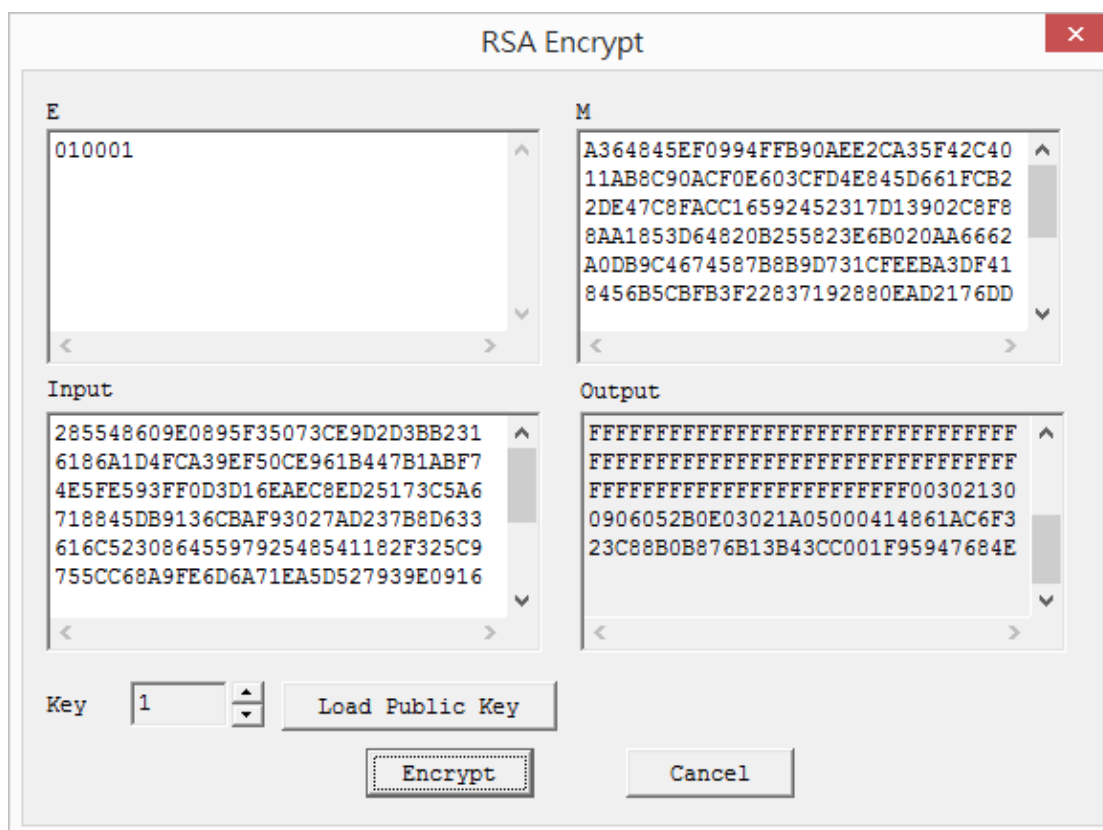 RSA Encrypt
E
010001
M
A364845EF0994FFB90AEE2CA35F42C40
11AB8C90ACF0E603CFD4E845D661FCB2
2DE47C8FACC16592452317D13902C8F8
8AA1853D64820B255823E6B020AA6662
A0DB9C4674587B8B9D731CFEEBA3DF41
8456B5CBFB3F22837192880EAD2176DD
Input
285548609E0895F35073CE9D2D3BB231
6186A1D4FCA39EF50CE961B447B1ABF7
4E5FE593FF0D3D16EAEC8ED25173C5A6
718845DB9136CBAF93027AD237B8D633
616C5230864559792548541182F325C9
755CC68A9FE6D6A71EA5D527939E0916
Output
FFFFFFFFFFFFFFFFFFFFFFFFFFFFFFFF
FFFFFFFFFFFFFFFFFFFFFFFFFFFFFFFF
FFFFFFFFFFFFFFFFFFFFFFFF00302130
0906052B0E03021A05000414861AC6F3
23C88B0B876B13B43CC001F95947684E
Key
1
Load Public Key
Encrypt
Cancel